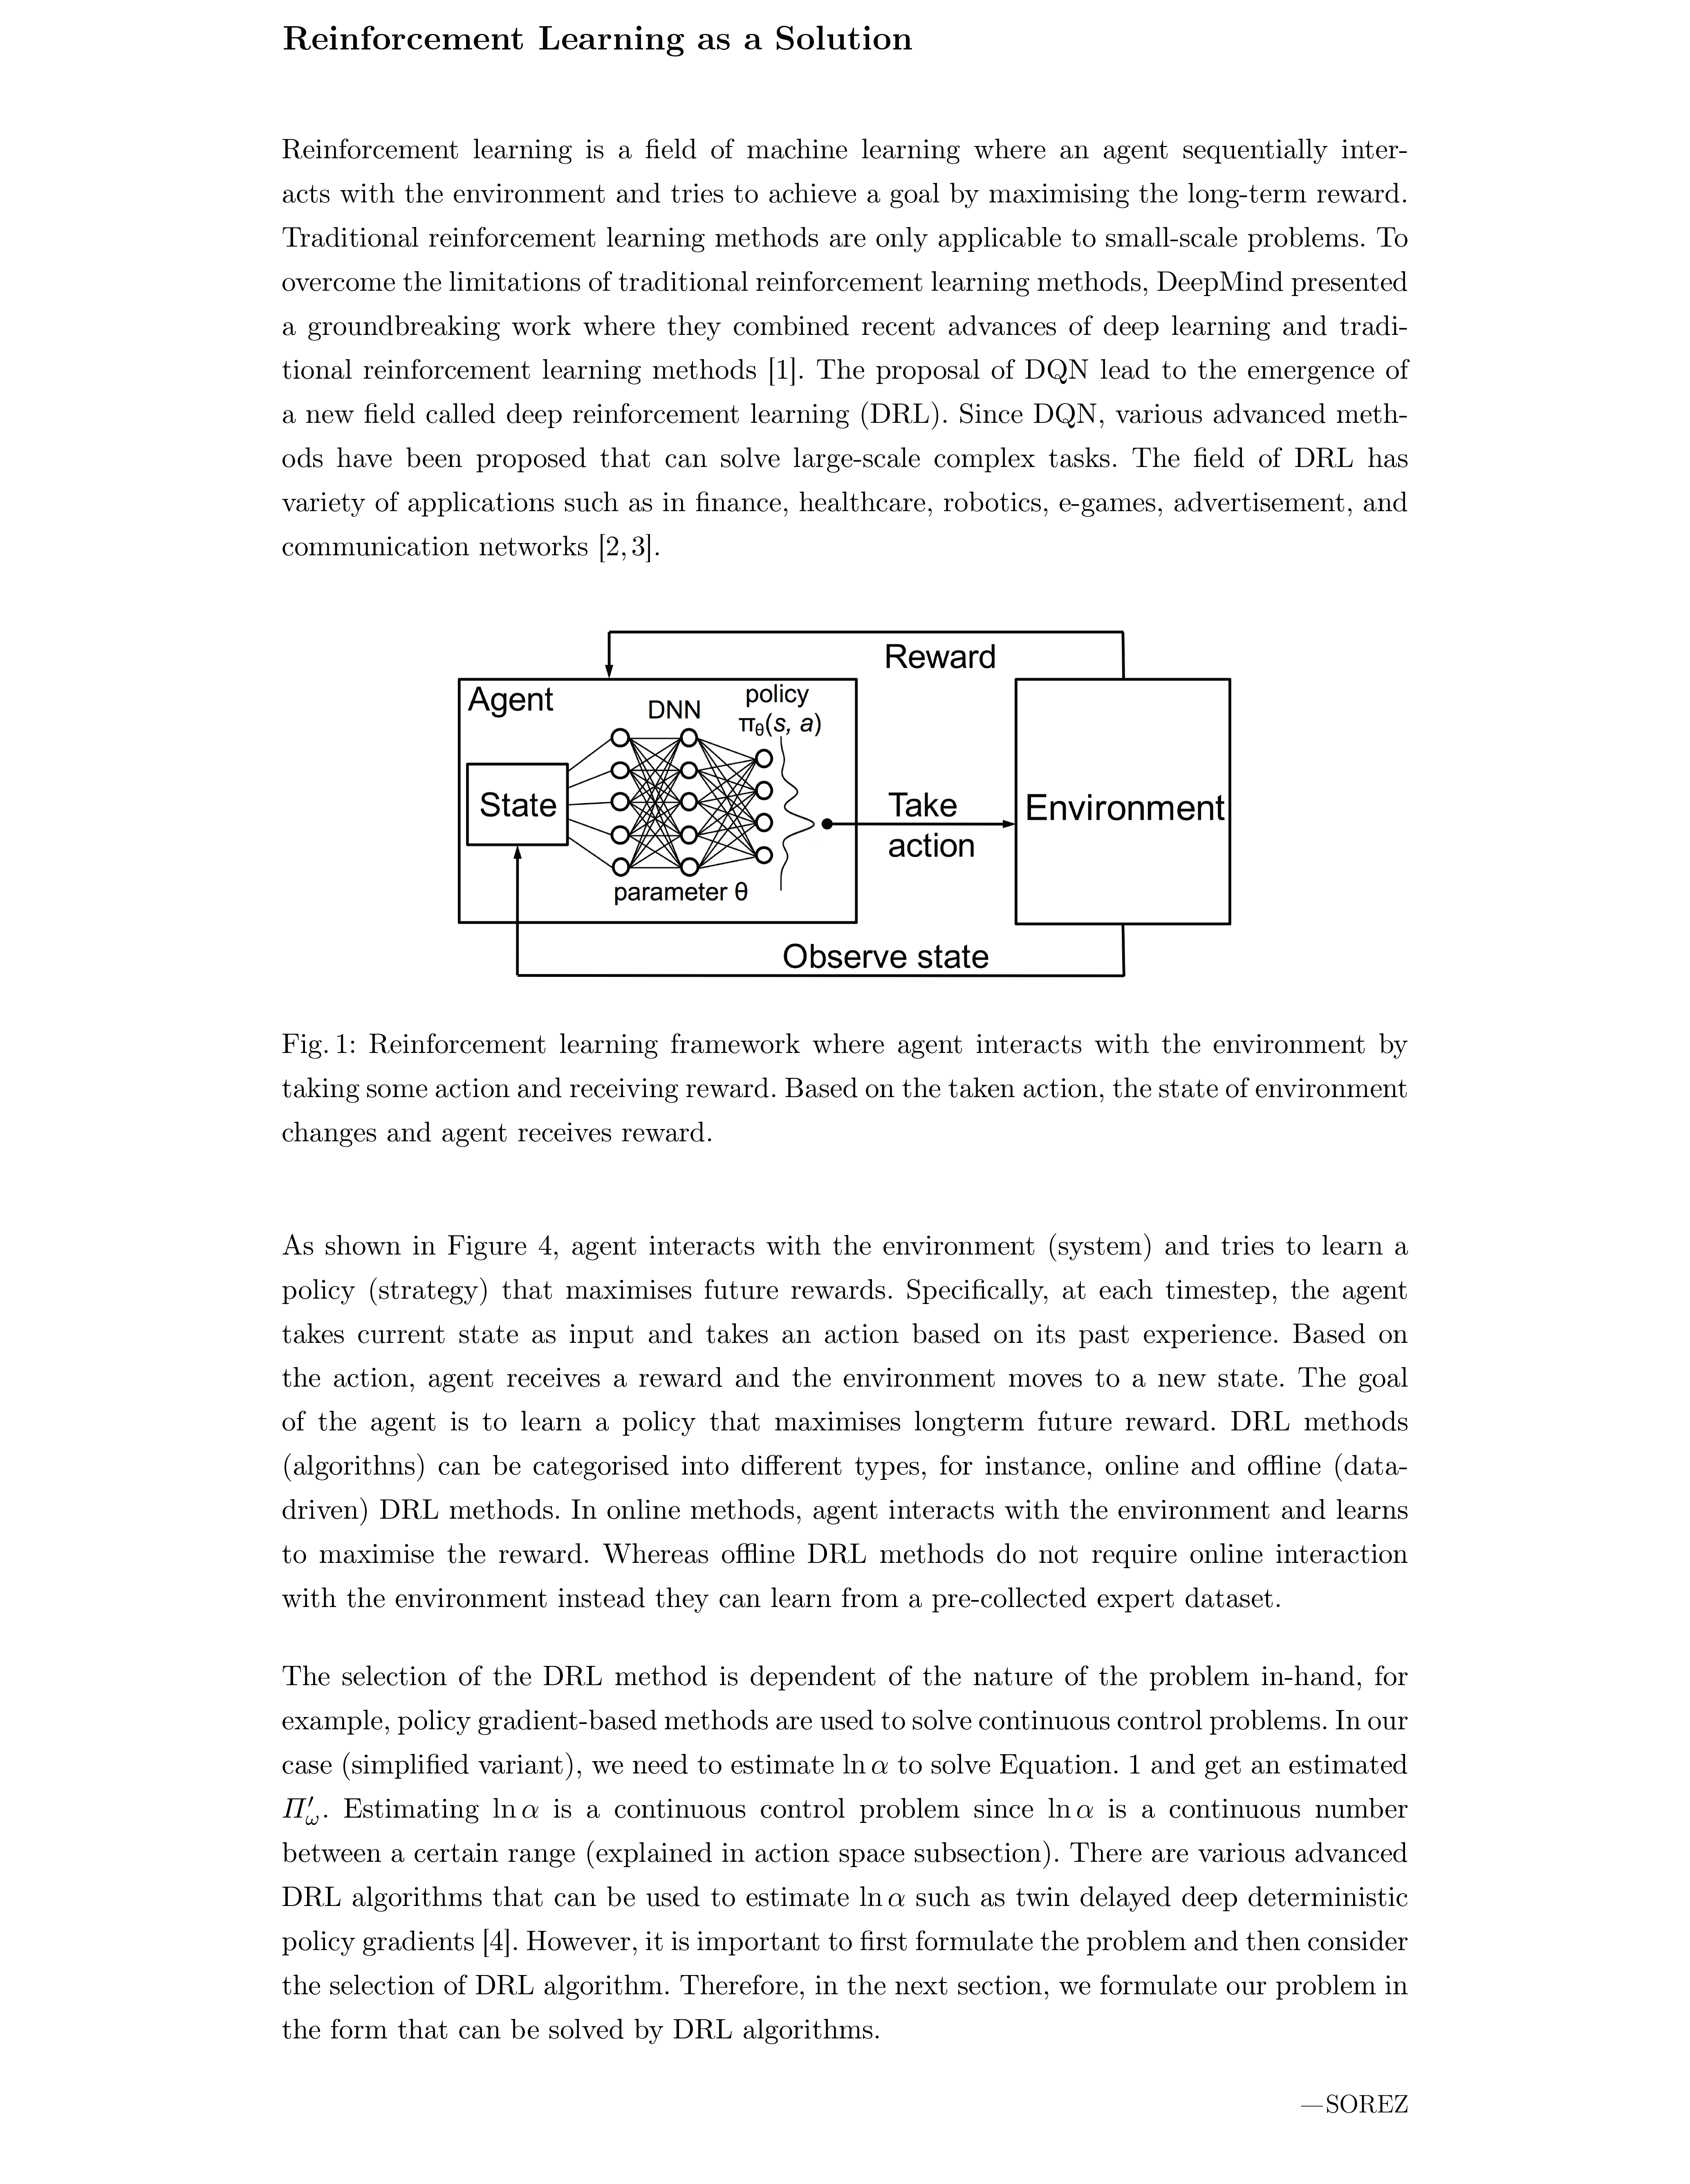 Reinforcement Learning as a Solution
Reinforcement learning is a field of machine learning where an agent sequentially inter-
acts with the environment and tries to achieve a goal by maximising the long-term reward.
Traditional reinforcement learning methods are only applicable to small-scale problems. To
overcome the limitations of traditional reinforcement learning methods, DeepMind presented
a groundbreaking work where they combined recent advances of deep learning and tradi-
tional reinforcement learning methods [1]. The proposal of DQN lead to the emergence of
a new field called deep reinforcement learning (DRL). Since DQN, various advanced meth-
ods have been proposed that can solve large-scale complex tasks. The field of DRL has
variety of applications such as in finance, healthcare, robotics, e-games, advertisement, and
communication networks [2, 3].
Reward
Agent
DNN
policy
πθ(s, a)
State
Take
action
Environment
parameter θ
Observe state
Fig. 1: Reinforcement learning framework where agent interacts with the environment by
taking some action and receiving reward. Based on the taken action, the state of environment
changes and agent receives reward.
As shown in Figure 4, agent interacts with the environment (system) and tries to learn a
policy (strategy) that maximises future rewards. Specifically, at each timestep, the agent
takes current state as input and takes an action based on its past experience. Based on
the action, agent receives a reward and the environment moves to a new state. The goal
of the agent is to learn a policy that maximises longterm future reward. DRL methods
(algorithns) can be categorised into different types, for instance, online and offline (data-
driven) DRL methods. In online methods, agent interacts with the environment and learns
to maximise the reward. Whereas offline DRL methods do not require online interaction
with the environment instead they can learn from a pre-collected expert dataset.
The selection of the DRL method is dependent of the nature of the problem in-hand, for
example, policy gradient-based methods are used to solve continuous control problems. In our
case (simplified variant), we need to estimate ln α to solve Equation. 1 and get an estimated
Π′ω. Estimating ln α is a continuous control problem since ln α is a continuous number
between a certain range (explained in action space subsection). There are various advanced
DRL algorithms that can be used to estimate ln α such as twin delayed deep deterministic
policy gradients [4]. However, it is important to first formulate the problem and then consider
the selection of DRL algorithm. Therefore, in the next section, we formulate our problem in
the form that can be solved by DRL algorithms.
—SOREZ